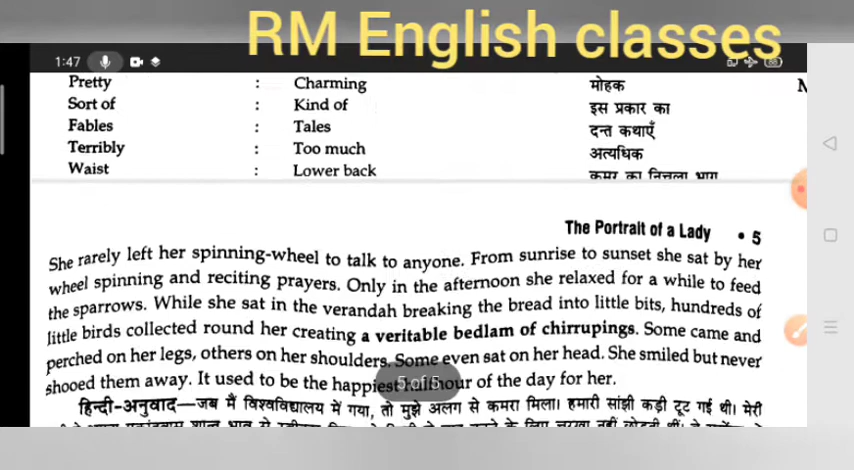 RM English classes
1:47
88
Pretty : Charming मोहक N
Sort of : Kind of इस प्रकार का
Fables : Tales दन्त कथाएँ
Terribly : Too much अत्यधिक
Waist : Lower back कमर का निचला भाग
The Portrait of a Lady • 5
She rarely left her spinning-wheel to talk to anyone. From sunrise to sunset she sat by her
wheel spinning and reciting prayers. Only in the afternoon she relaxed for a while to feed
the sparrows. While she sat in the verandah breaking the bread into little bits, hundreds of
little birds collected round her creating a veritable bedlam of chirrupings. Some came and
perched on her legs, others on her shoulders. Some even sat on her head. She smiled but never
shooed them away. It used to be the happiest half hour of the day for her.
5 of 5
हिन्दी-अनुवाद—जब मैं विश्वविद्यालय में गया, तो मुझे अलग से कमरा मिला। हमारी सांझी कड़ी टूट गई थी। मेरी